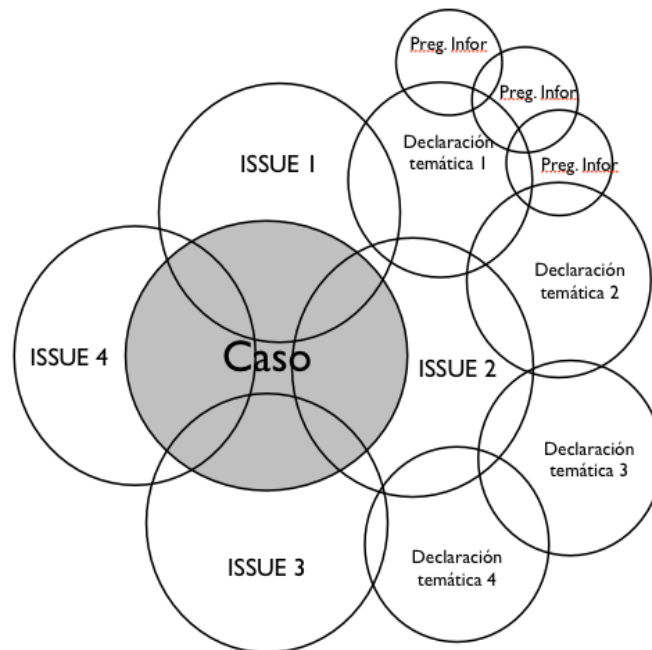 Preg. Infor
Preg. Infor
Declaración
temática 1
Preg. Infor
ISSUE 1
Declaración
temática 2
ISSUE 4
Caso
ISSUE 2
Declaración
temática 3
ISSUE 3
Declaración
temática 4